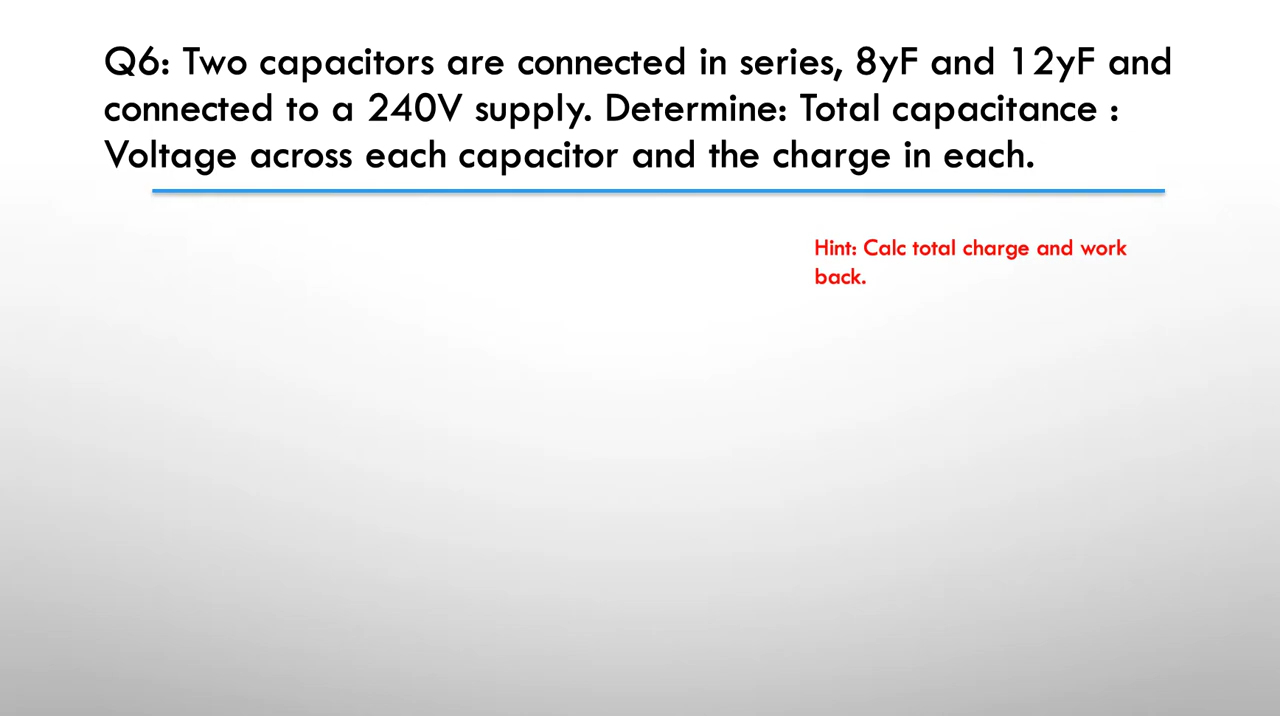 Q6: Two capacitors are connected in series, 8yF and 12yF and
connected to a 240V supply. Determine: Total capacitance :
Voltage across each capacitor and the charge in each.
Hint: Calc total charge and work
back.